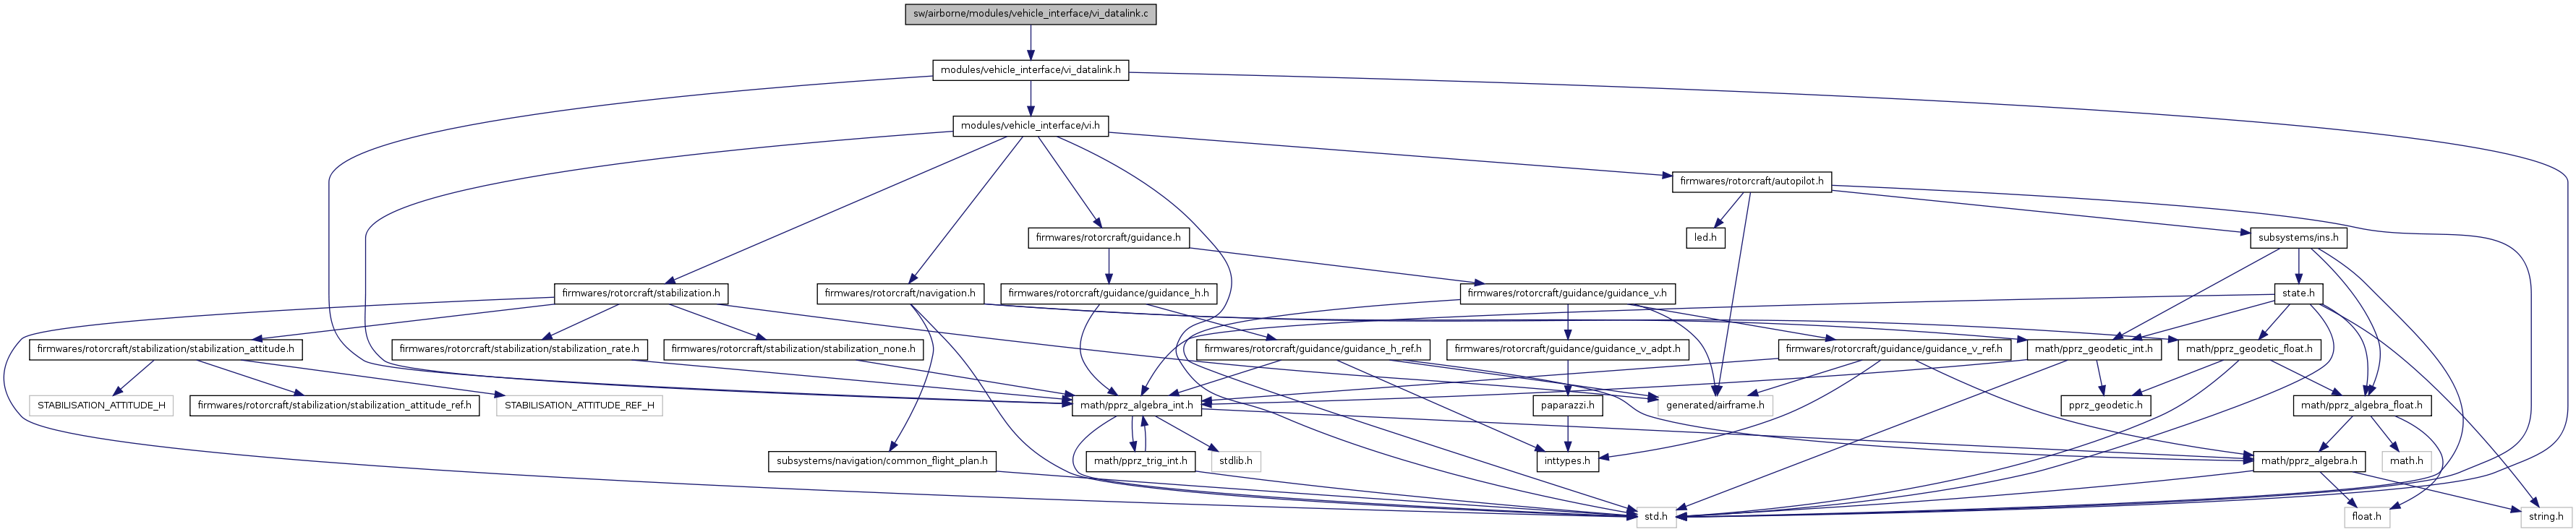 sw/airborne/modules/vehicle_interface/vi_datalink.c
modules/vehicle_interface/vi_datalink.h
modules/vehicle_interface/vi.h
firmwares/rotorcraft/autopilot.h
firmwares/rotorcraft/guidance.h
led.h
subsystems/ins.h
firmwares/rotorcraft/stabilization.h
firmwares/rotorcraft/navigation.h
firmwares/rotorcraft/guidance/guidance_h.h
firmwares/rotorcraft/guidance/guidance_v.h
state.h
firmwares/rotorcraft/stabilization/stabilization_attitude.h
firmwares/rotorcraft/stabilization/stabilization_rate.h
firmwares/rotorcraft/stabilization/stabilization_none.h
firmwares/rotorcraft/guidance/guidance_h_ref.h
firmwares/rotorcraft/guidance/guidance_v_adpt.h
firmwares/rotorcraft/guidance/guidance_v_ref.h
math/pprz_geodetic_int.h
math/pprz_geodetic_float.h
STABILISATION_ATTITUDE_H
firmwares/rotorcraft/stabilization/stabilization_attitude_ref.h
STABILISATION_ATTITUDE_REF_H
math/pprz_algebra_int.h
paparazzi.h
generated/airframe.h
pprz_geodetic.h
math/pprz_algebra_float.h
subsystems/navigation/common_flight_plan.h
math/pprz_trig_int.h
stdlib.h
inttypes.h
math/pprz_algebra.h
math.h
std.h
float.h
string.h